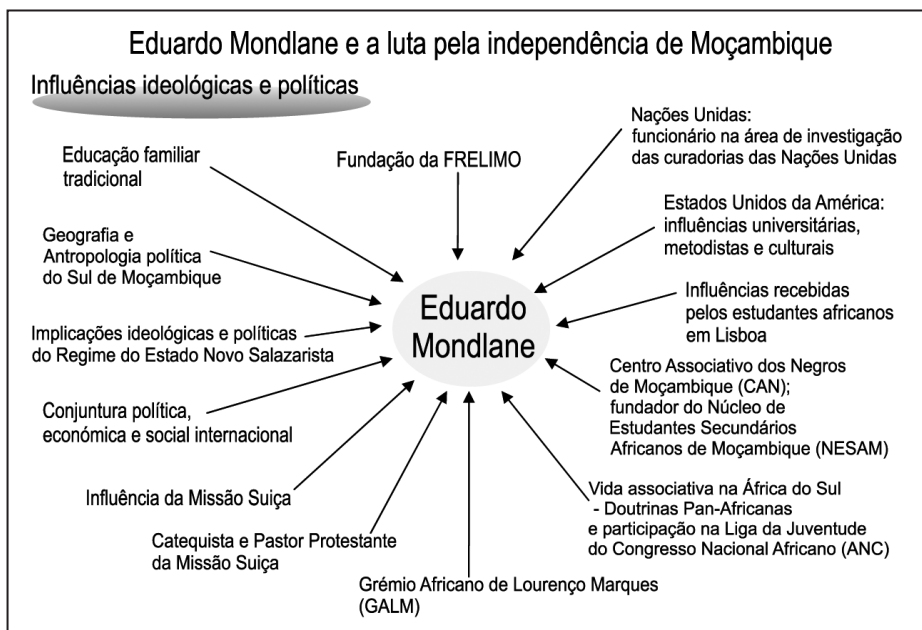 Eduardo Mondlane e a luta pela independência de Moçambique
Influências ideológicas e políticas
Educação familiar
tradicional
Geografia e
Antropologia política
do Sul de Moçambique
Implicações ideológicas e políticas
do Regime do Estado Novo Salazarista
Conjuntura política,
económica e social internacional
Influência da Missão Suiça
Catequista e Pastor Protestante
da Missão Suiça
Grémio Africano de Lourenço Marques
(GALM)
Fundação da FRELIMO
Eduardo
Mondlane
Nações Unidas:
funcionário na área de investigação
das curadorias das Nações Unidas
Estados Unidos da América:
influências universitárias,
metodistas e culturais
Influências recebidas
pelos estudantes africanos
em Lisboa
Centro Associativo dos Negros
de Moçambique (CAN);
fundador do Núcleo de
Estudantes Secundários
Africanos de Moçambique (NESAM)
Vida associativa na África do Sul
- Doutrinas Pan-Africanas
e participação na Liga da Juventude
do Congresso Nacional Africano (ANC)